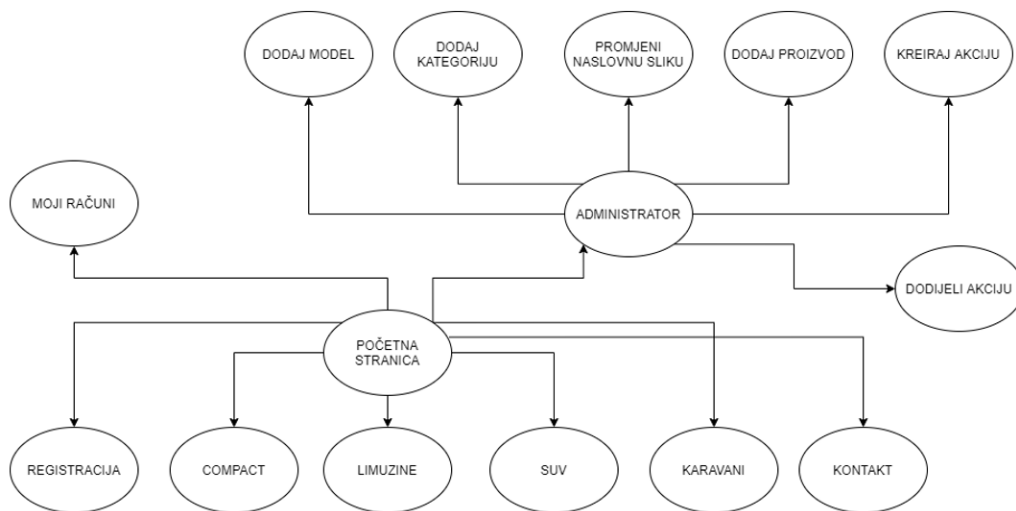 DODAJ MODEL
DODAJ
KATEGORIJU
PROMJENI
NASLOVNU SLIKU
DODAJ PROIZVOD
KREIRAJ AKCIJU
MOJI RAČUNI
ADMINISTRATOR
DODIJELI AKCIJU
POČETNA
STRANICA
REGISTRACIJA
COMPACT
LIMUZINE
SUV
KARAVANI
KONTAKT